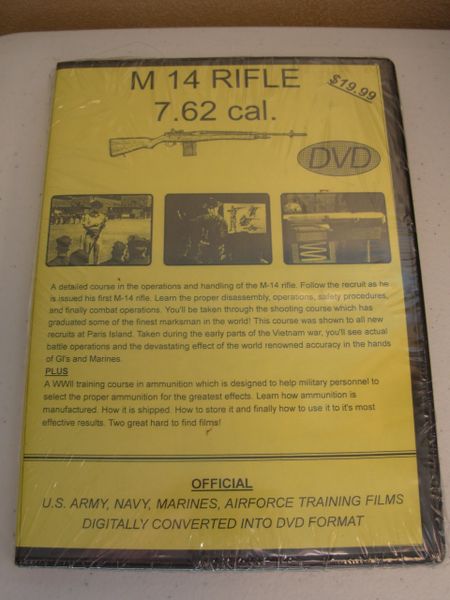 M 14 RIFLE
$19.99
7.62 cal.
DVD
A detailed course in the operations and handling of the M-14 rifle. Follow the recruit as he
is issued his first M-14 rifle. Learn the proper disassembly, operations, safety procedures,
and finally combat operations. You'll be taken through the shooting course which has
graduated some of the finest marksman in the world! This course was shown to all new
recruits at Paris Island. Taken during the early parts of the Vietnam war, you'll see actual
battle operations and the devastating effect of the world renowned accuracy in the hands
of GI's and Marines.
PLUS
A WWII training course in ammunition which is designed to help military personnel to
select the proper ammunition for the greatest effects. Learn how ammunition is
manufactured. How it is shipped. How to store it and finally how to use it to it's most
effective results. Two great hard to find films!
OFFICIAL
U.S. ARMY, NAVY, MARINES, AIRFORCE TRAINING FILMS
DIGITALLY CONVERTED INTO DVD FORMAT